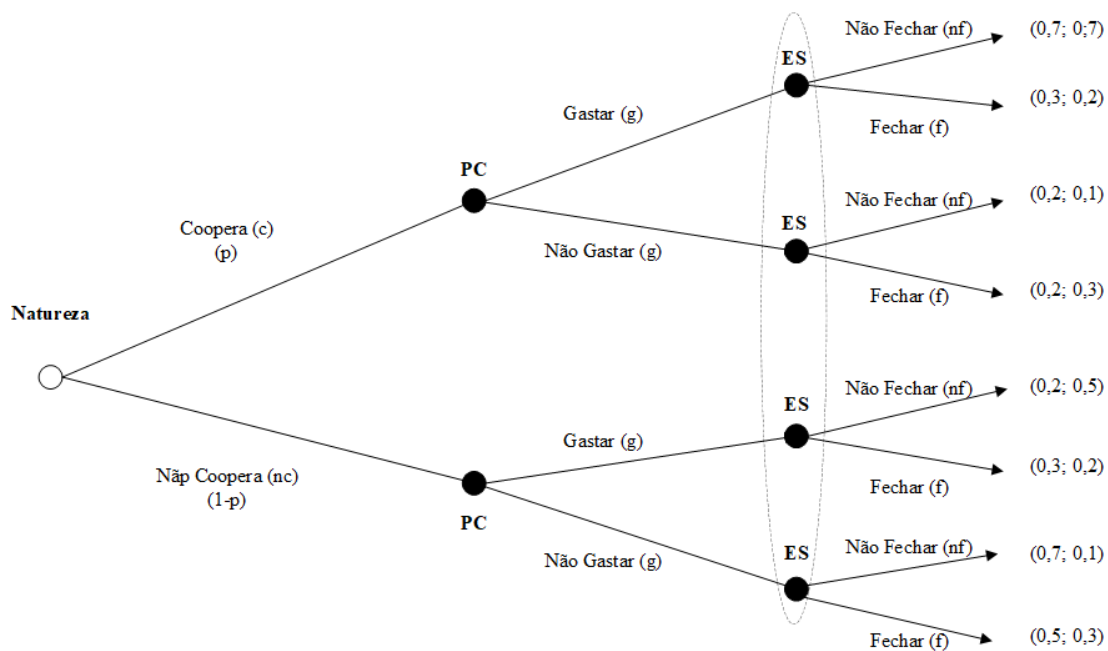 Não Fechar (nf)
(0,7; 0;7)
ES
(0,3; 0,2)
Gastar (g)
Fechar (f)
PC
Não Fechar (nf)
(0,2; 0,1)
Coopera (c)
(p)
ES
Não Gastar (g)
Fechar (f)
(0,2; 0,3)
Natureza
Não Fechar (nf)
(0,2; 0,5)
ES
Gastar (g)
Nãp Coopera (nc)
(1-p)
(0,3; 0,2)
Fechar (f)
PC
Não Fechar (nf)
(0,7; 0,1)
ES
Não Gastar (g)
Fechar (f)
(0,5; 0,3)